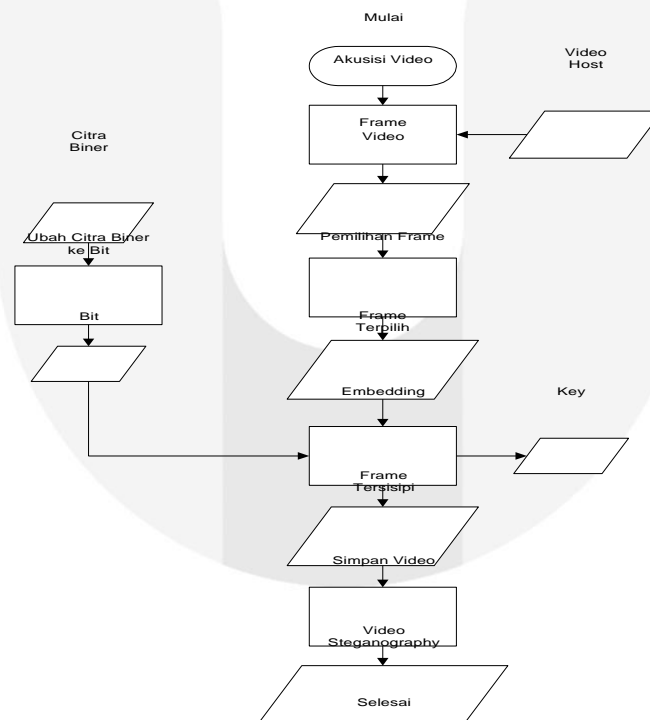 Mulai
Akusisi Video
Video
Host
Frame
Video
Citra
Biner
Pemilihan Frame
Ubah Citra Biner
ke Bit
Bit
Frame
Terpilih
Embedding
Key
Frame
Tersisipi
Simpan Video
Video
Steganography
Selesai